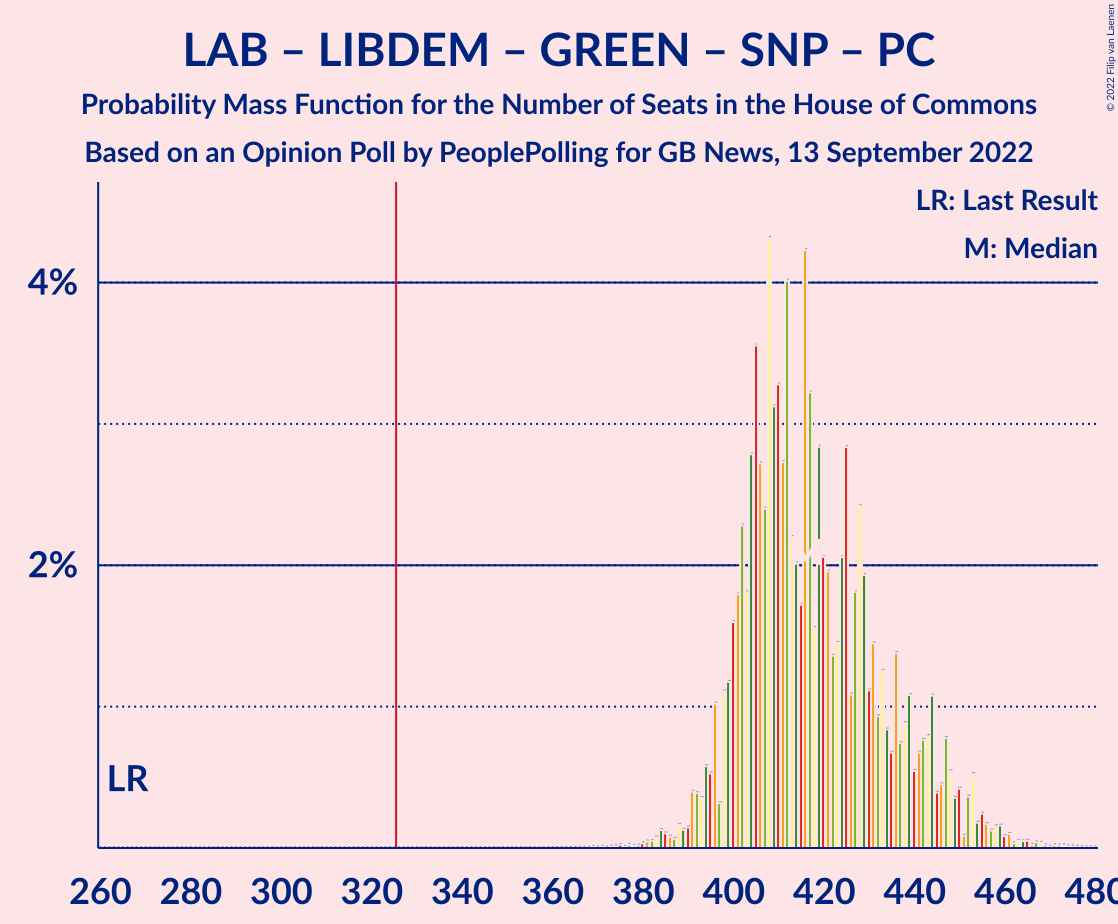 LAB – LIBDEM – GREEN – SNP – PC
Probability Mass Function for the Number of Seats in the House of Commons
Based on an Opinion Poll by PeoplePolling for GB News, 13 September 2022
© 2022 Filip van Laenen
LR: Last Result
M: Median
4%
2%
LR
260 280 300 320 340 360 380 400 420 440 460 480